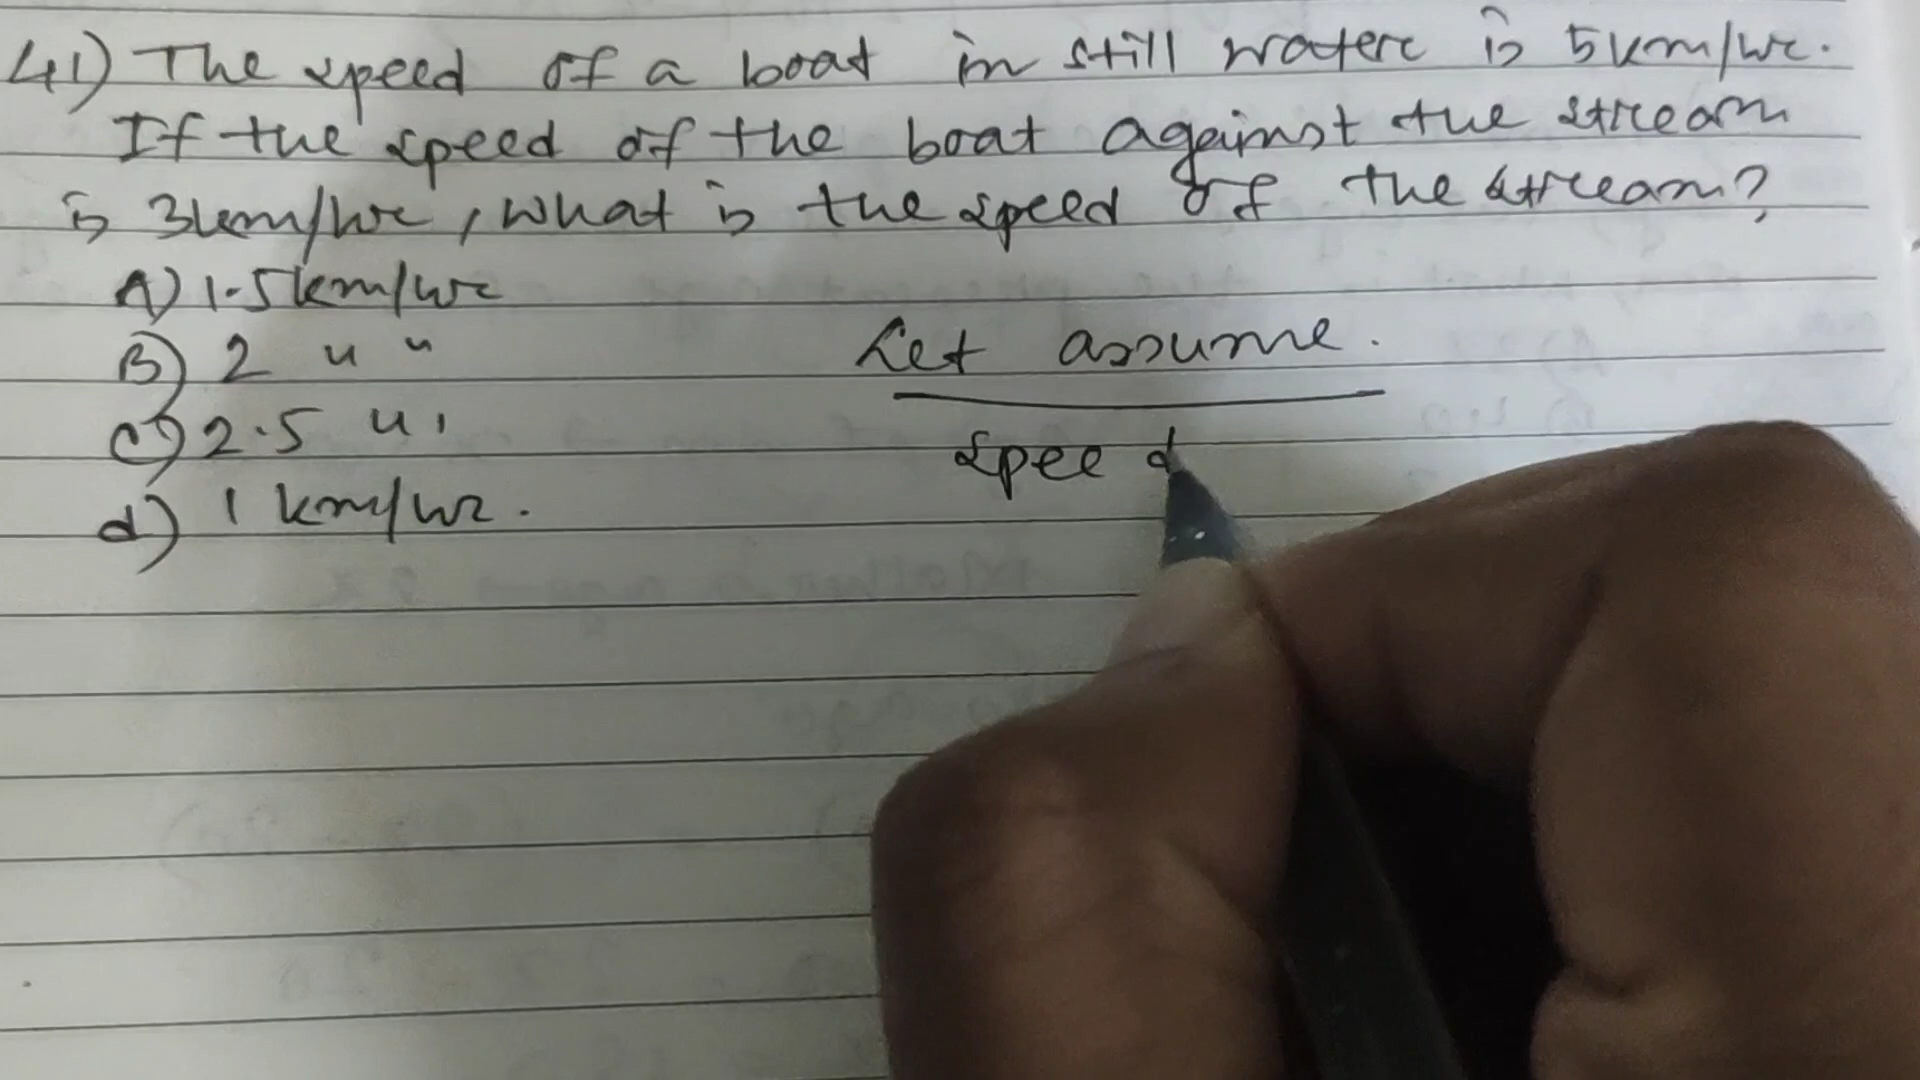 41) The speed of a boat in still water is 5km/hr.
If the speed of the boat against the stream
is 3km/hr, what is the speed of the stream?
A) 1.5km/hr
B) 2 " "
C) 2.5 " "
d) 1 km/hr.
Let assume.
speed